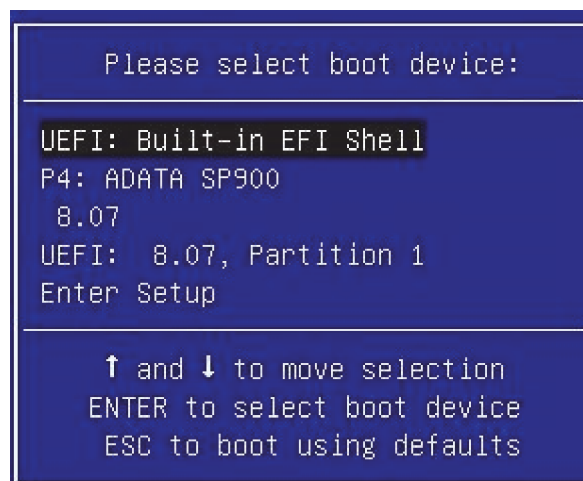 Please select boot device:
UEFI: Built-in EFI Shell
P4: ADATA SP900
8.07
UEFI:  8.07, Partition 1
Enter Setup
↑ and ↓ to move selection
ENTER to select boot device
ESC to boot using defaults